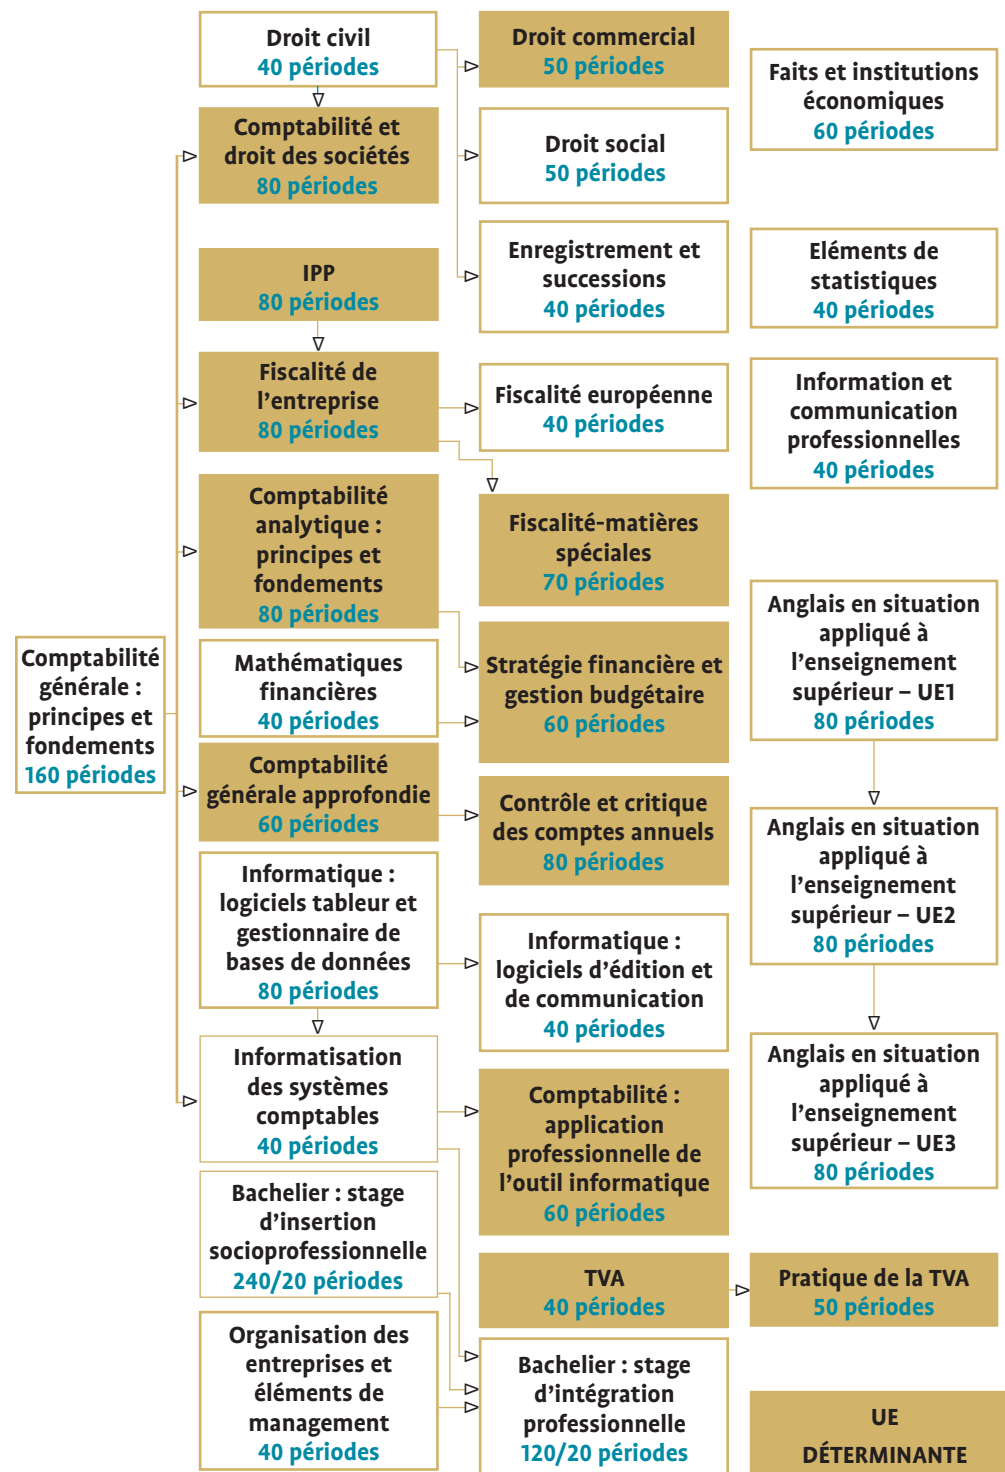 Droit civil
40 périodes
Droit commercial
50 périodes
Faits et institutions
économiques
60 périodes
Comptabilité et
droit des sociétés
80 périodes
Droit social
50 périodes
IPP
80 périodes
Enregistrement et
successions
40 périodes
Eléments de
statistiques
40 périodes
Fiscalité de
l’entreprise
80 périodes
Fiscalité européenne
40 périodes
Information et
communication
professionnelles
40 périodes
Comptabilité
analytique :
principes et
fondements
80 périodes
Fiscalité-matières
spéciales
70 périodes
Comptabilité
générale :
principes et
fondements
160 périodes
Mathématiques
financières
40 périodes
Stratégie financière et
gestion budgétaire
60 périodes
Anglais en situation
appliqué à
l’enseignement
supérieur – UE1
80 périodes
Comptabilité
générale approfondie
60 périodes
Contrôle et critique
des comptes annuels
80 périodes
Anglais en situation
appliqué à
l’enseignement
supérieur – UE2
80 périodes
Informatique :
logiciels tableur et
gestionnaire de
bases de données
80 périodes
Informatique :
logiciels d’édition et
de communication
40 périodes
Informatisation
des systèmes
comptables
40 périodes
Comptabilité :
application
professionnelle de
l’outil informatique
60 périodes
Anglais en situation
appliqué à
l’enseignement
supérieur – UE3
80 périodes
Bachelier : stage
d’insertion
socioprofessionnelle
240/20 périodes
TVA
40 périodes
Pratique de la TVA
50 périodes
Organisation des
entreprises et
éléments de
management
40 périodes
Bachelier : stage
d’intégration
professionnelle
120/20 périodes
UE
DÉTERMINANTE